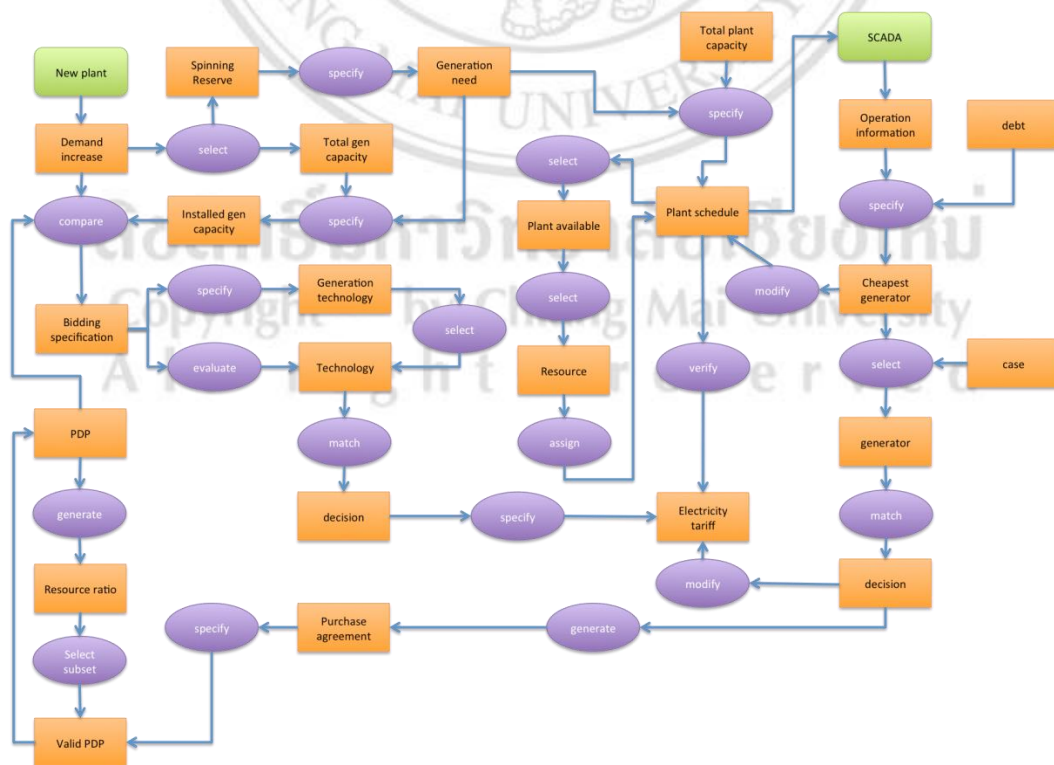 Total plant
capacity
SCADA
New plant
Spinning
Reserve
specify
Generation
need
MAI UNIVERSITY
specify
Demand
increase
select
Total gen
capacity
select
Operation
information
debt
compare
Installed gen
capacity
specify
Plant available
Plant schedule
specify
specify
Generation
technology
select
modify
Cheapest
generator
Copyright by Chiang Mai University
Bidding
specification
select
evaluate
Technology
Resource
verify
select
case
PDP
match
assign
generator
generate
decision
specify
Electricity
tariff
match
Resource ratio
modify
decision
specify
Purchase
agreement
generate
Select
subset
Valid PDP